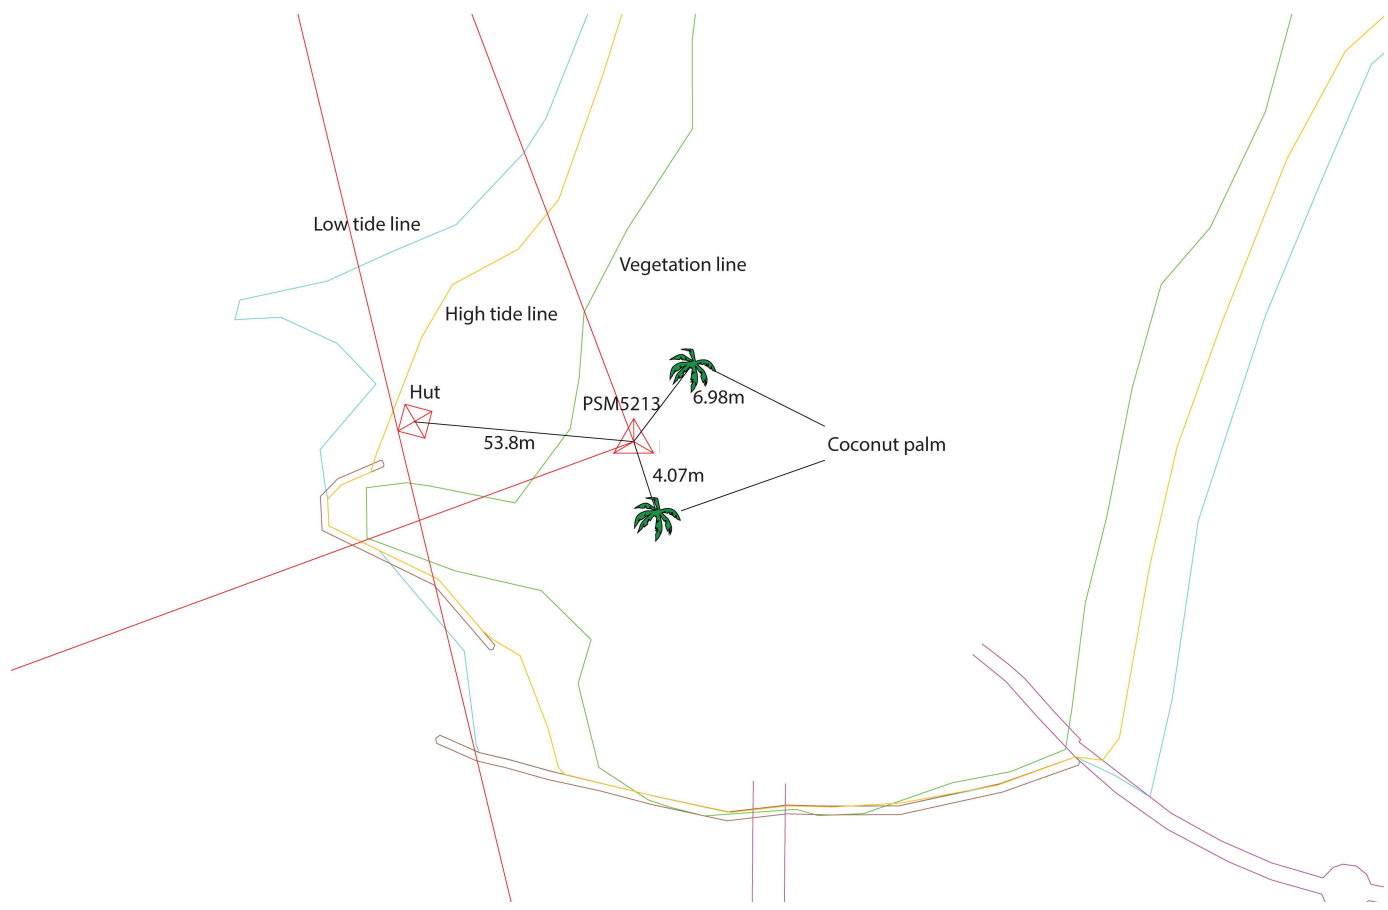 Low tide line
Vegetation line
High tide line
Hut
PSM5213
6.98m
53.8m
Coconut palm
4.07m